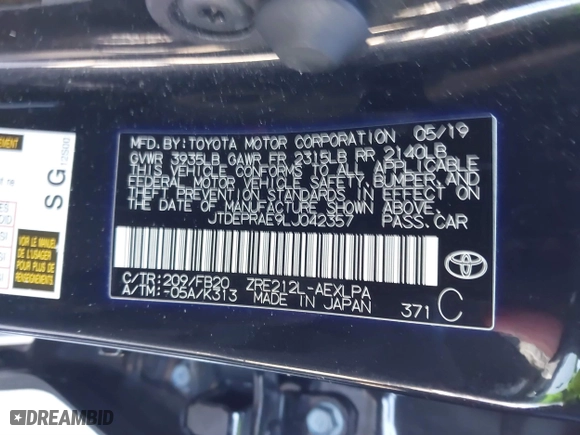 MFD. BY: TOYOTA MOTOR CORPORATION 05/19
GVWR 3935LB GAWR FR 2315LB RR 2140LB
THIS VEHICLE CONFORMS TO ALL APPLICABLE
FEDERAL MOTOR VEHICLE SAFETY, BUMPER AND
THEFT PREVENTION STANDARDS IN EFFECT ON
THE DATE OF MANUFACTURE SHOWN ABOVE.
JTDEPRAE9LJ042357 PASS. CAR
C/TR: 209/FB20 ZRE212L-AEXLPA
A/TM: -05A/K313 MADE IN JAPAN 371 C
TOYOTA
SG
12500
DREAMBID